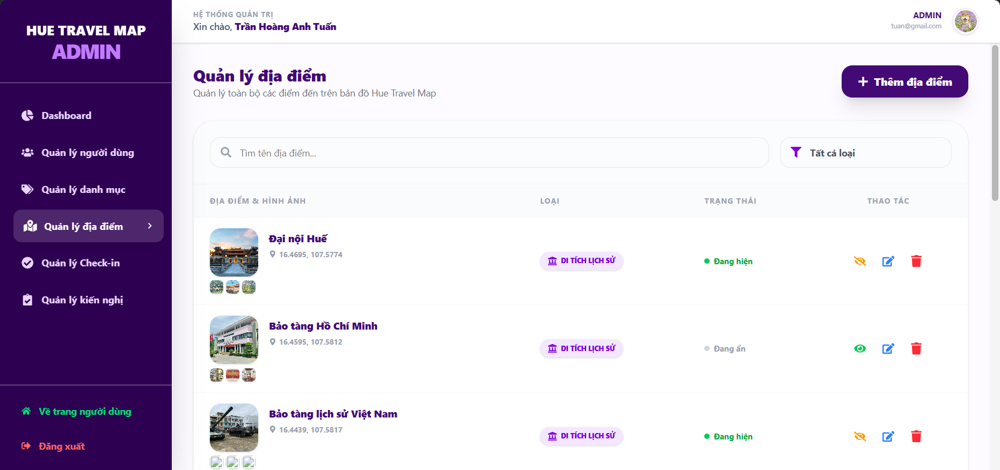 HUE TRAVEL MAP
ADMIN
Dashboard
Quản lý người dùng
Quản lý danh mục
Quản lý địa điểm
Quản lý Check-in
Quản lý kiến nghị
Về trang người dùng
Đăng xuất
HỆ THỐNG QUẢN TRỊ
Xin chào, Trần Hoàng Anh Tuấn
ADMIN
tuan@gmail.com
Quản lý địa điểm
Quản lý toàn bộ các điểm đến trên bản đồ Hue Travel Map
Thêm địa điểm
Tìm tên địa điểm...
Tất cả loại
ĐỊA ĐIỂM & HÌNH ẢNH LOẠI TRẠNG THÁI THAO TÁC
Đại nội Huế
16.4695, 107.5774
DI TÍCH LỊCH SỬ
Đang hiện
Bảo tàng Hồ Chí Minh
16.4595, 107.5812
DI TÍCH LỊCH SỬ
Đang ẩn
Bảo tàng lịch sử Việt Nam
16.4439, 107.5817
DI TÍCH LỊCH SỬ
Đang hiện